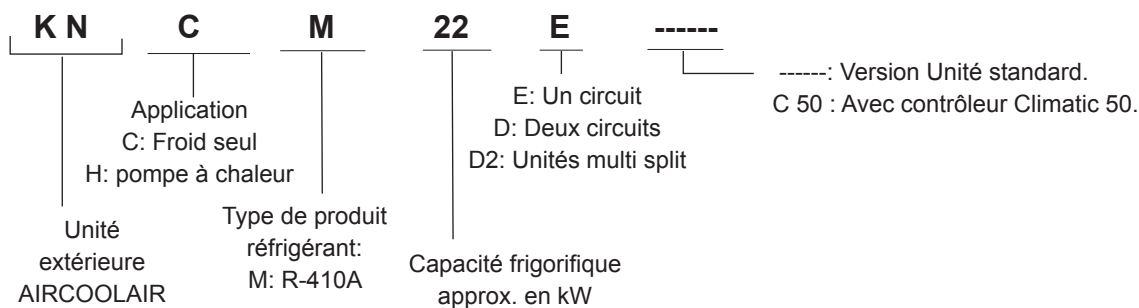 K N C M 22 E ------
------: Version Unité standard.
C 50 : Avec contrôleur Climatic 50.
E: Un circuit
D: Deux circuits
D2: Unités multi split
Application
C: Froid seul
H: pompe à chaleur
Type de produit
réfrigérant:
M: R-410A
Unité
extérieure
AIRCOOLAIR
Capacité frigorifique
approx. en kW